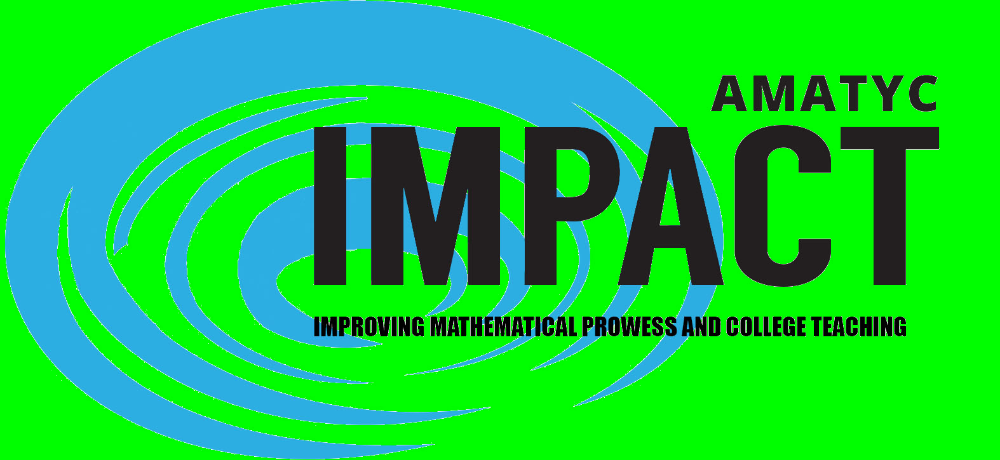 AMATYC
IMPACT
IMPROVING MATHEMATICAL PROWESS AND COLLEGE TEACHING